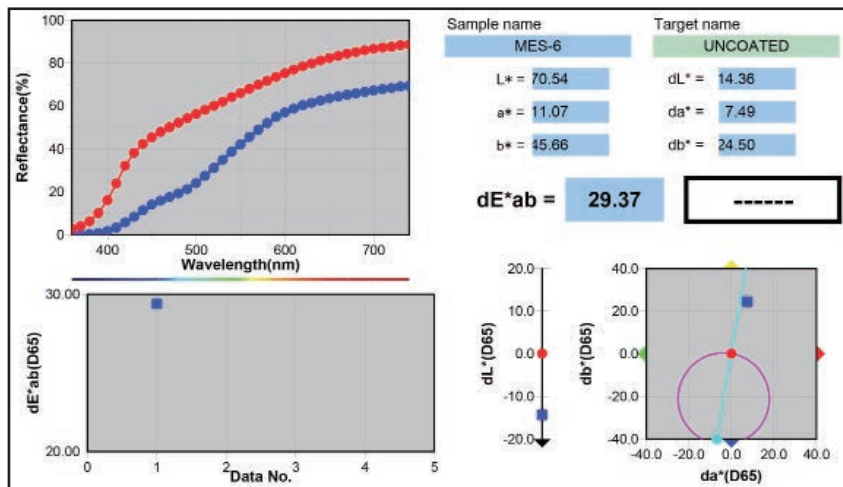 Sample name
Target name
MES-6
UNCOATED
L* = 70.54
dL* = 14.36
a* = 11.07
da* = 7.49
b* = 45.66
db* = 24.50
dE*ab = 29.37
------
Reflectance(%)
100
80
60
40
20
0
400 500 600 700
Wavelength(nm)
dE*ab(D65)
30.00
20.00
0 1 2 3 4 5
Data No.
dL*(D65)
20.0
10.0
0.0
-10.0
-20.0
db*(D65)
40.0
20.0
0.0
-20.0
-40.0
-40.0 -20.0 0.0 20.0 40.0
da*(D65)